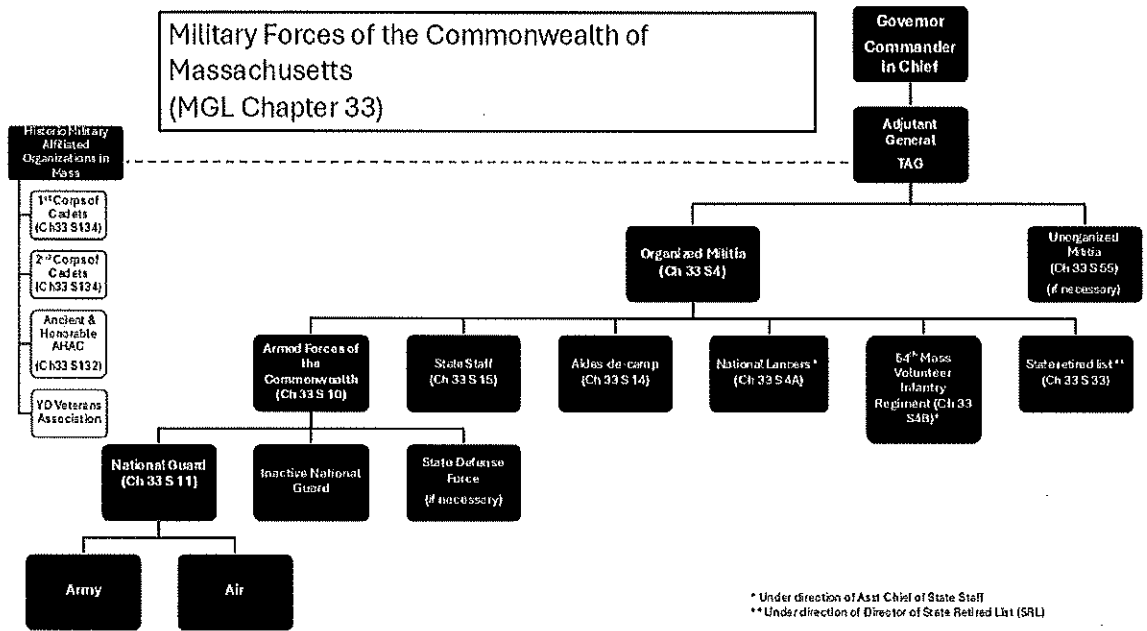 Military Forces of the Commonwealth of
Massachusetts
(MGL Chapter 33)
Governor
Commander
in Chief
Adjutant
General
TAG
Historic Military
Affiliated
Organizations in
Mass
1st Corps of
Cadets
(Ch33 S134)
2nd Corps of
Cadets
(Ch33 S134)
Ancient &
Honorable
AHAC
(Ch33 S132)
YD Veterans
Association
Organized Militia
(Ch 33 S4)
Unorganized
Militia
(Ch 33 S 55)
(if necessary)
Armed Forces of
the
Commonwealth
(Ch 33 S 10)
State Staff
(Ch 33 S 15)
Aides-de-camp
(Ch 33 S 14)
National Lancers *
(Ch 33 S 4A)
54th Mass
Volunteer
Infantry
Regiment (Ch 33
S4B)*
State retired list **
(Ch 33 S 33)
National Guard
(Ch 33 S 11)
Inactive National
Guard
State Defense
Force
(if necessary)
Army
Air
* Under direction of Asst Chief of State Staff
** Under direction of Director of State Retired List (SRL)